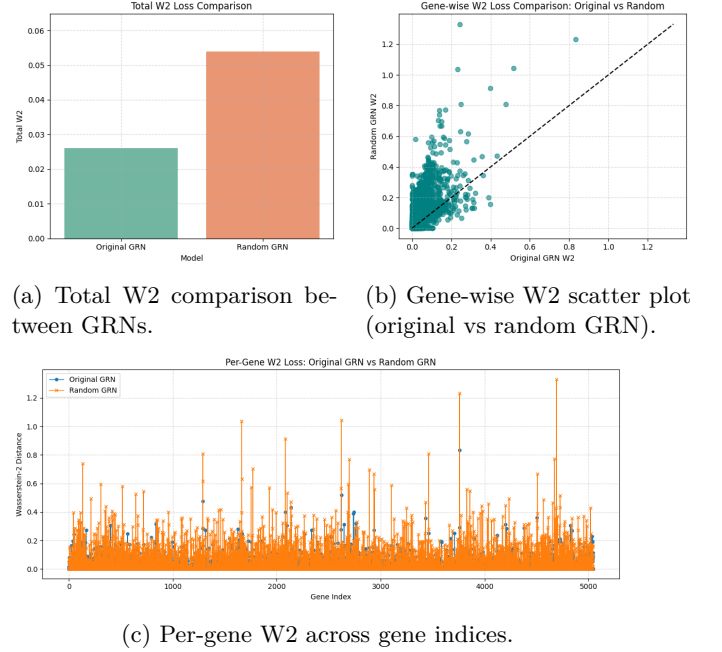 Total W2 Loss Comparison
0.06
0.05
0.04
0.03
0.02
0.01
0.00
Total W2
Original GRN
Random GRN
Model
Gene-wise W2 Loss Comparison: Original vs Random
1.2
1.0
0.8
0.6
0.4
0.2
0.0
Random GRN W2
0.0 0.2 0.4 0.6 0.8 1.0 1.2
Original GRN W2
(a) Total W2 comparison be-
tween GRNs.
(b) Gene-wise W2 scatter plot
(original vs random GRN).
Per-Gene W2 Loss: Original GRN vs Random GRN
Original GRN
Random GRN
1.2
1.0
0.8
0.6
0.4
0.2
0.0
Wasserstein-2 Distance
0 1000 2000 3000 4000 5000
Gene Index
(c) Per-gene W2 across gene indices.